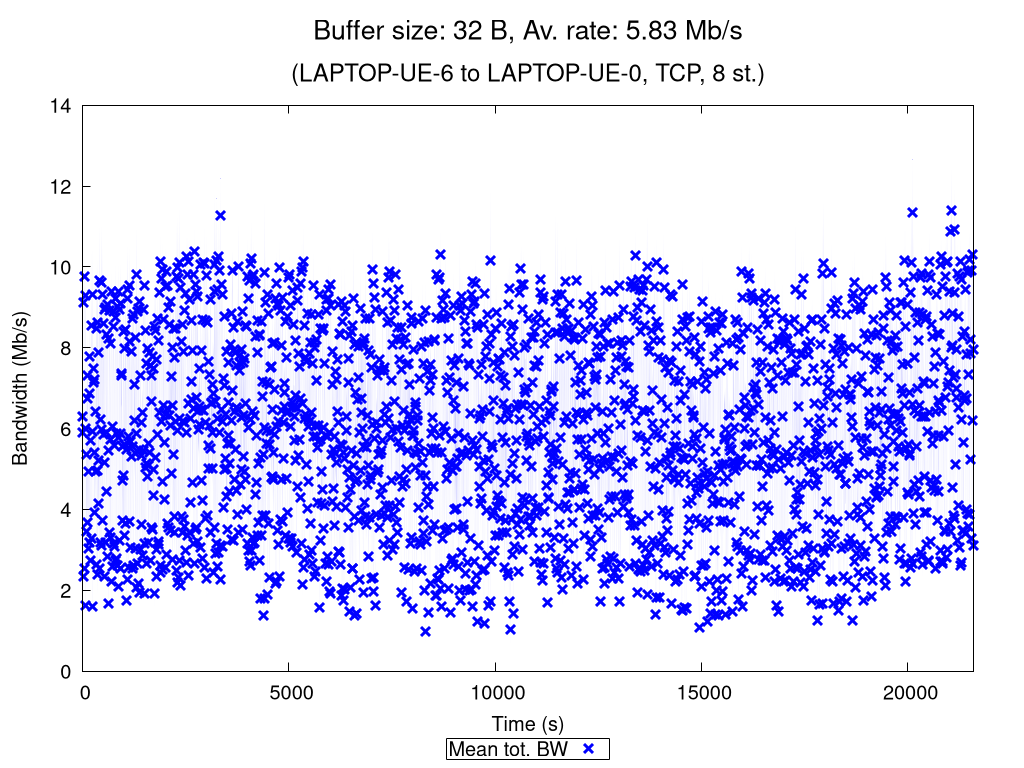 Buffer size: 32 B, Av. rate: 5.83 Mb/s
(LAPTOP-UE-6 to LAPTOP-UE-0, TCP, 8 st.)
14
12
10
8
6
4
2
0
Bandwidth (Mb/s)
0 5000 10000 15000 20000
Time (s)
Mean tot. BW